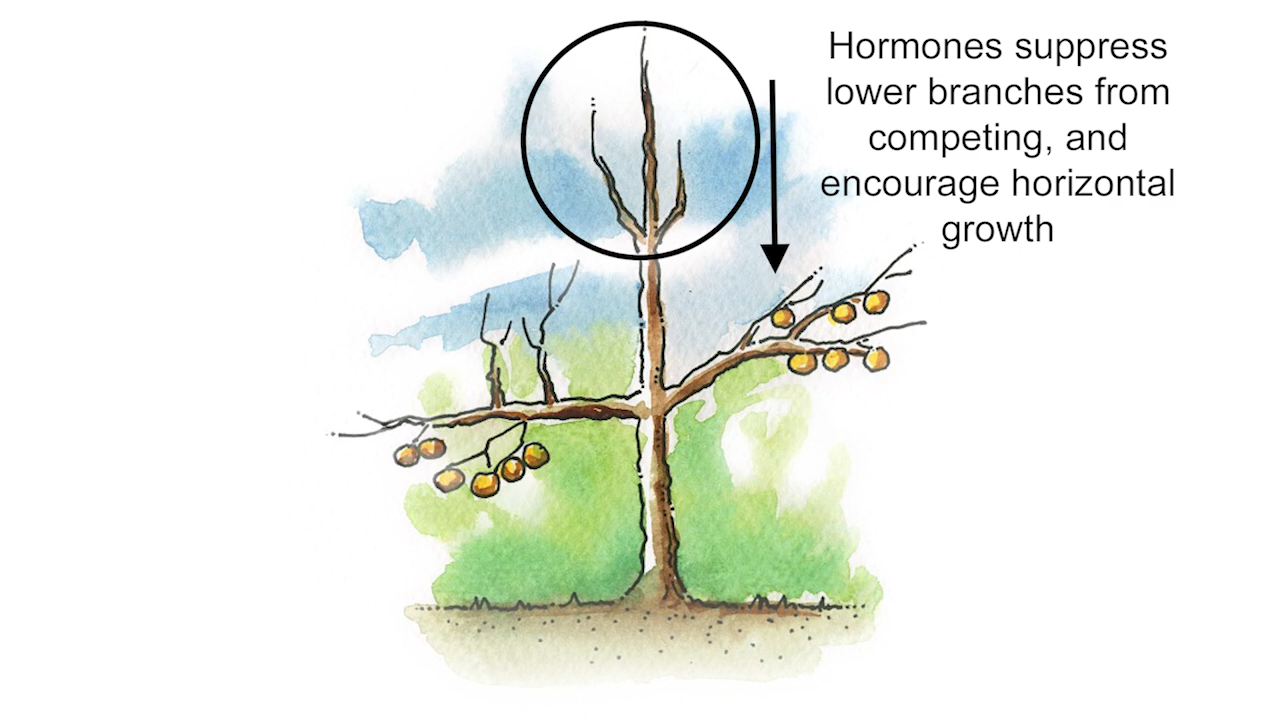 Hormones suppress
lower branches from
competing, and
encourage horizontal
growth